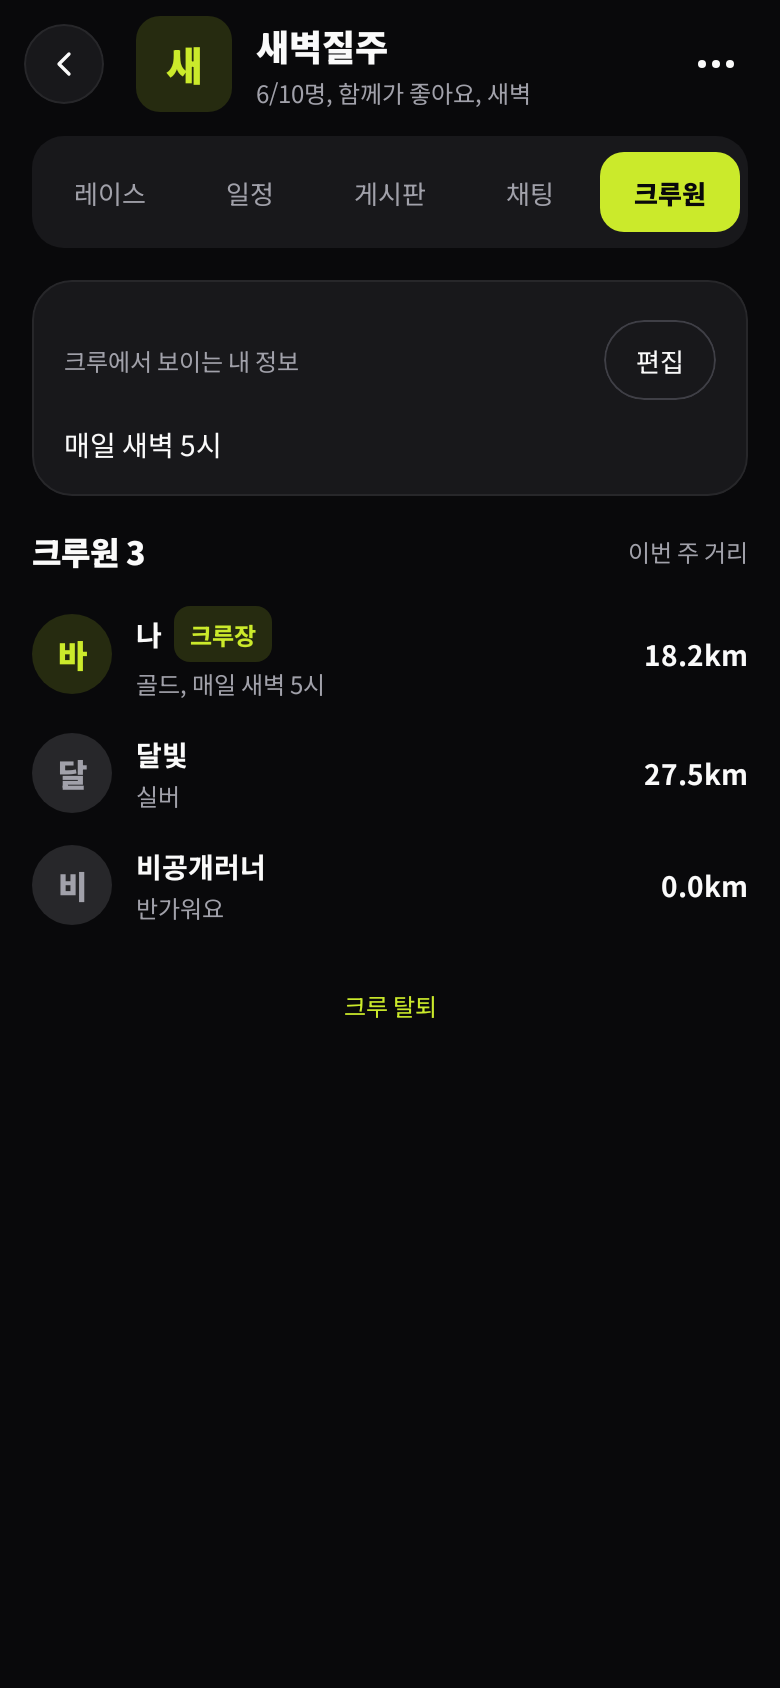 새
새벽질주
6/10명, 함께가 좋아요, 새벽
레이스 일정 게시판 채팅 크루원
크루에서 보이는 내 정보
편집
매일 새벽 5시
크루원 3
이번 주 거리
바
나 크루장
골드, 매일 새벽 5시
18.2km
달
달빛
실버
27.5km
비
비공개러너
반가워요
0.0km
크루 탈퇴